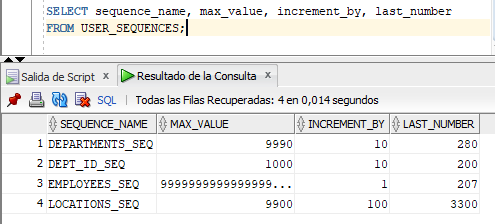 SELECT sequence_name, max_value, increment_by, last_number
FROM USER_SEQUENCES;
Salida de Script x Resultado de la Consulta x
SQL | Todas las Filas Recuperadas: 4 en 0,014 segundos
SEQUENCE_NAME MAX_VALUE INCREMENT_BY LAST_NUMBER
1 DEPARTMENTS_SEQ 9990 10 280
2 DEPT_ID_SEQ 1000 10 200
3 EMPLOYEES_SEQ 9999999999999999... 1 207
4 LOCATIONS_SEQ 9900 100 3300